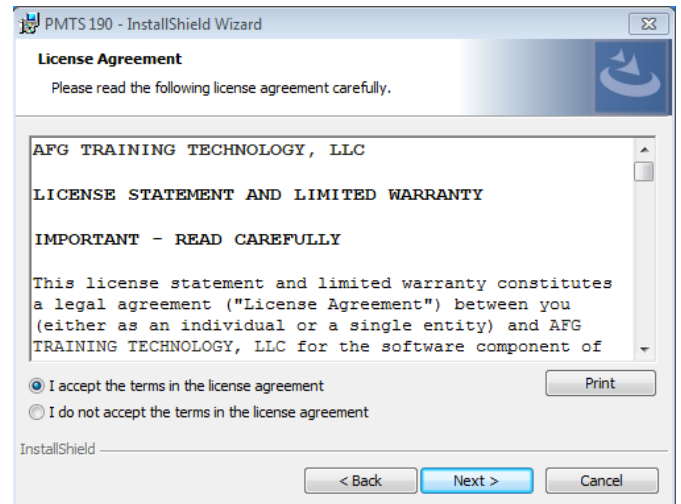 PMTS 190 - InstallShield Wizard
License Agreement
Please read the following license agreement carefully.
AFG TRAINING TECHNOLOGY, LLC
LICENSE STATEMENT AND LIMITED WARRANTY
IMPORTANT - READ CAREFULLY
This license statement and limited warranty constitutes
a legal agreement ("License Agreement") between you
(either as an individual or a single entity) and AFG
TRAINING TECHNOLOGY, LLC for the software component of
I accept the terms in the license agreement
Print
I do not accept the terms in the license agreement
InstallShield
< Back
Next >
Cancel